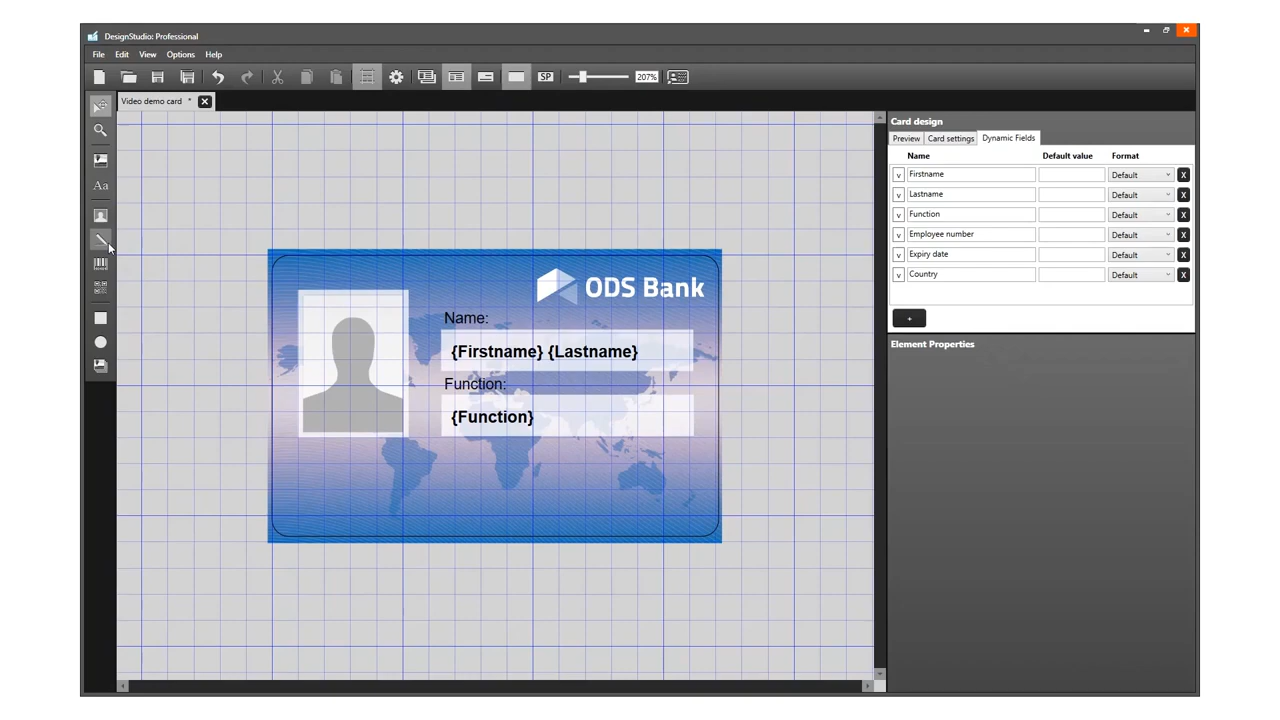 DesignStudio: Professional
File Edit View Options Help
SP 207%
Video demo card *
Aa
Card design
Preview Card settings Dynamic Fields
Name Default value Format
v Firstname Default X
v Lastname Default X
v Function Default X
v Employee number Default X
v Expiry date Default X
v Country Default X
+
Element Properties
ODS Bank
Name:
{Firstname} {Lastname}
Function:
{Function}